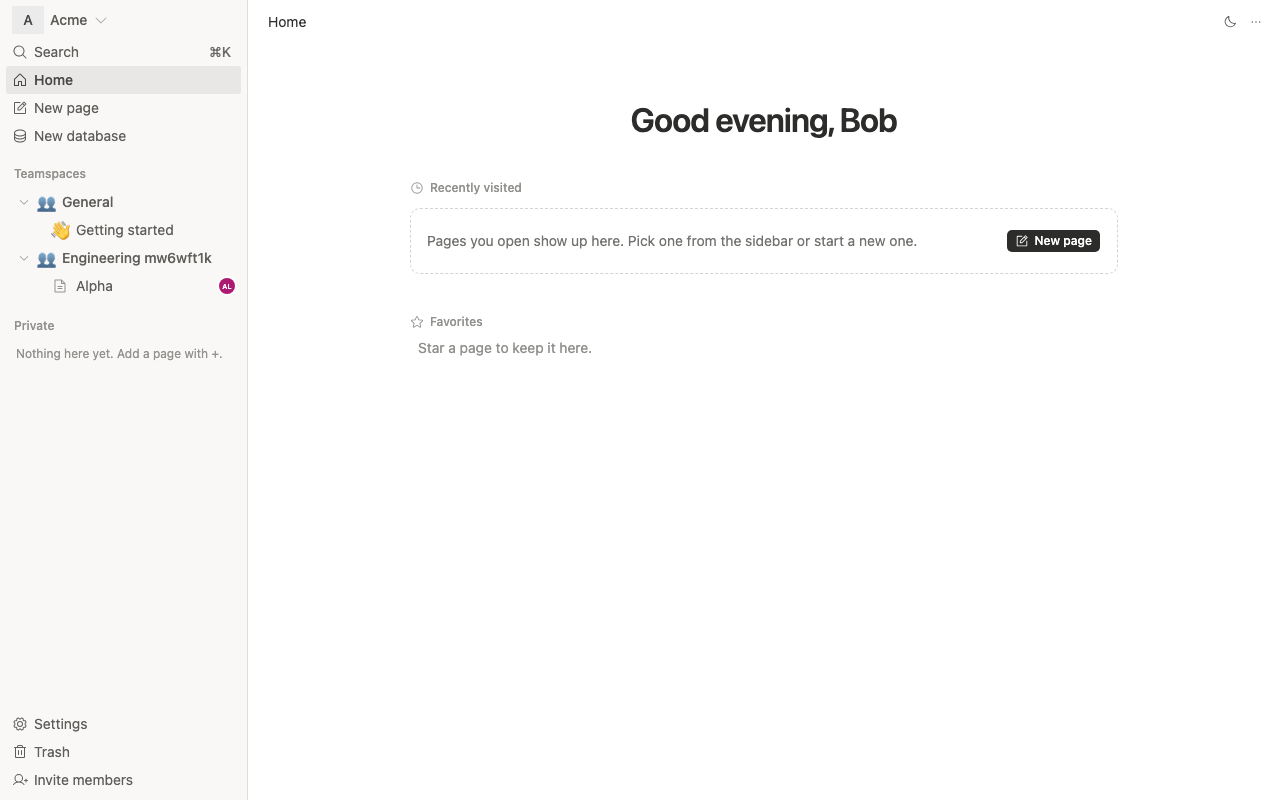 A Acme
Search ⌘K
Home
New page
New database
Teamspaces
General
Getting started
Engineering mw6wft1k
Alpha AL
Private
Nothing here yet. Add a page with +.
Settings
Trash
Invite members
Home
Good evening, Bob
Recently visited
Pages you open show up here. Pick one from the sidebar or start a new one. New page
Favorites
Star a page to keep it here.